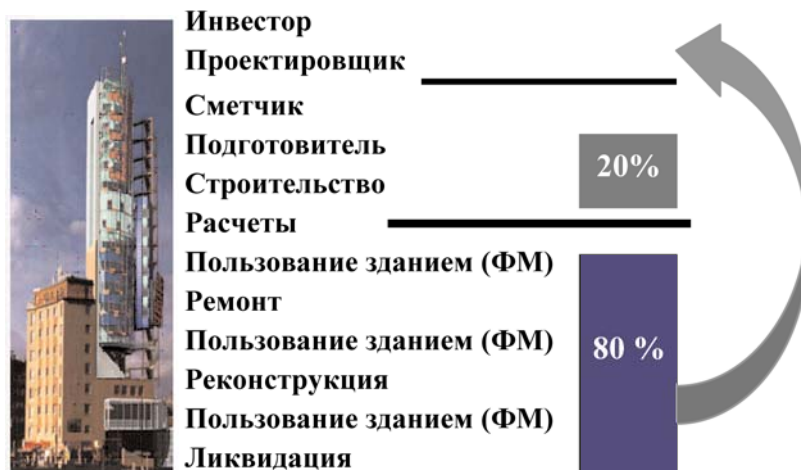 Инвестор
Проектировщик
Сметчик
Подготовитель
Строительство
Расчеты
Пользование зданием (ФМ)
Ремонт
Пользование зданием (ФМ)
Реконструкция
Пользование зданием (ФМ)
Ликвидация
20%
80 %